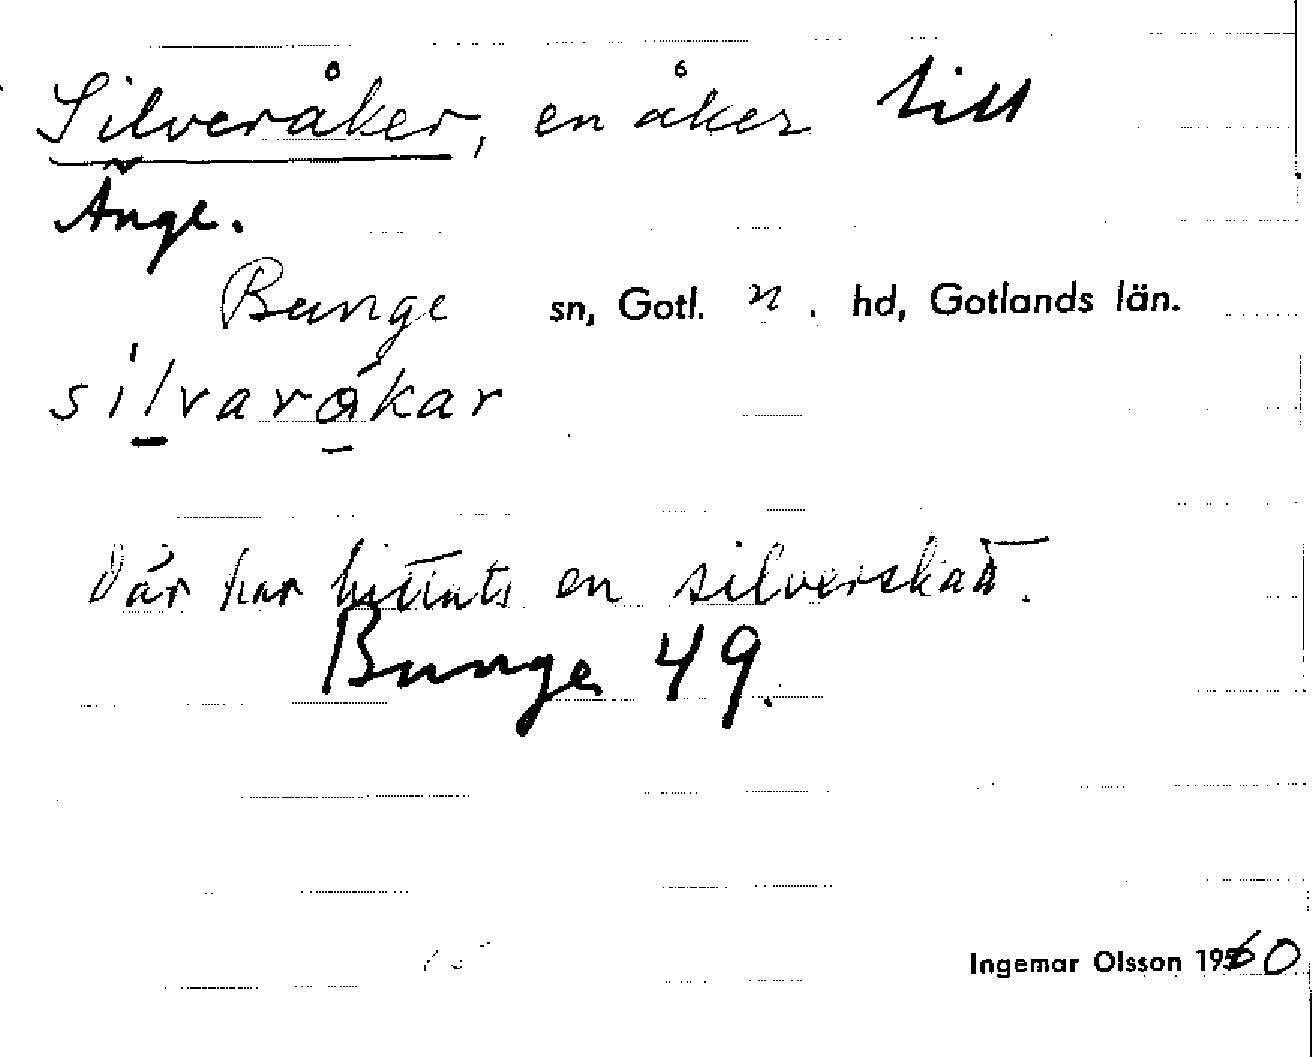 Silveråker, en åker till
Änge.
Bunge sn, Gotl. n. hd, Gotlands län.
sílvaråkar
Där har hittats en silverskatt.
Bunge 49.
Ingemar Olsson 1960